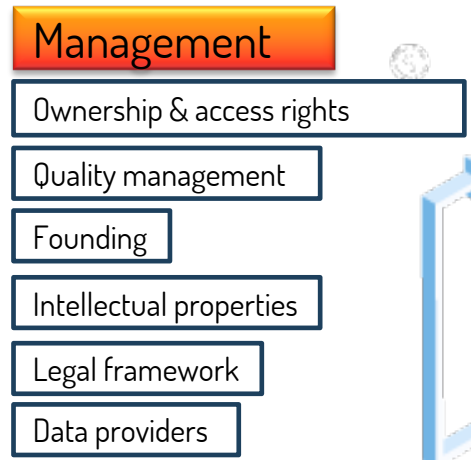 Management
Ownership & access rights
Quality management
Founding
Intellectual properties
Legal framework
Data providers